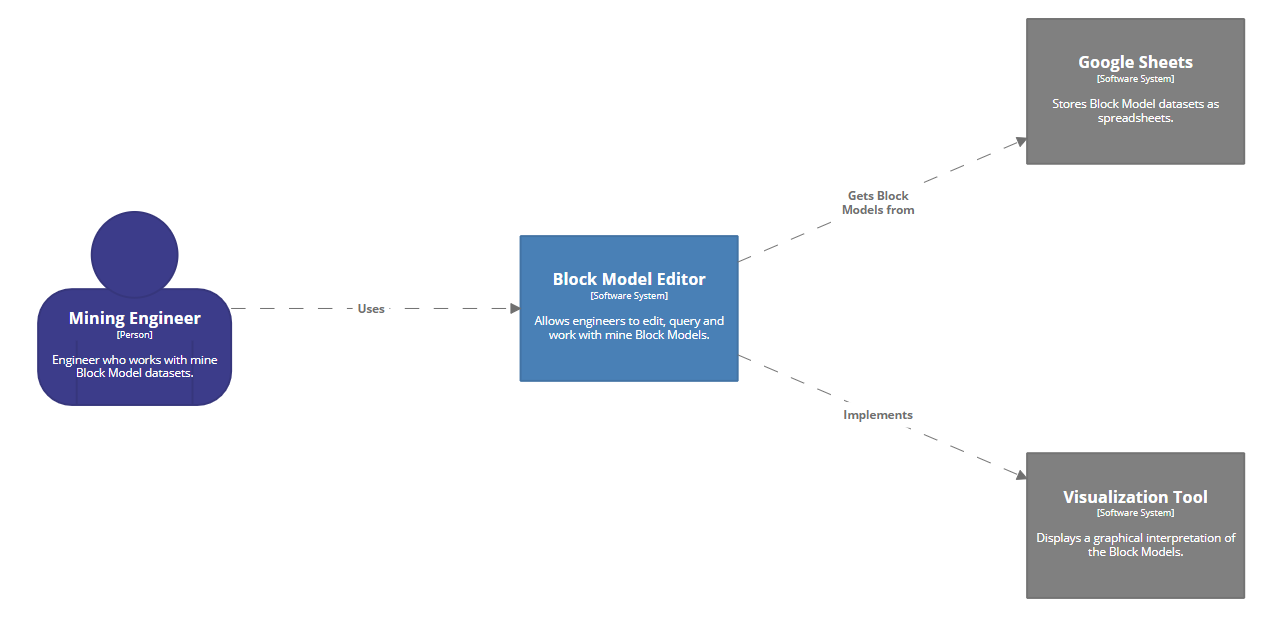 Google Sheets
[Software System]
Stores Block Model datasets as
spreadsheets.
Gets Block
Models from
Block Model Editor
[Software System]
Allows engineers to edit, query and
work with mine Block Models.
Uses
Mining Engineer
[Person]
Engineer who works with mine
Block Model datasets.
Implements
Visualization Tool
[Software System]
Displays a graphical interpretation of
the Block Models.